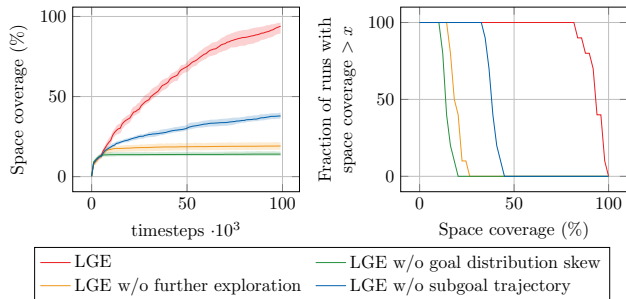 Space coverage (%)
100
50
0
0
50
100
timesteps ·10³
Fraction of runs with
space coverage > x
100
50
0
0
50
100
Space coverage (%)
LGE
LGE w/o goal distribution skew
LGE w/o further exploration
LGE w/o subgoal trajectory